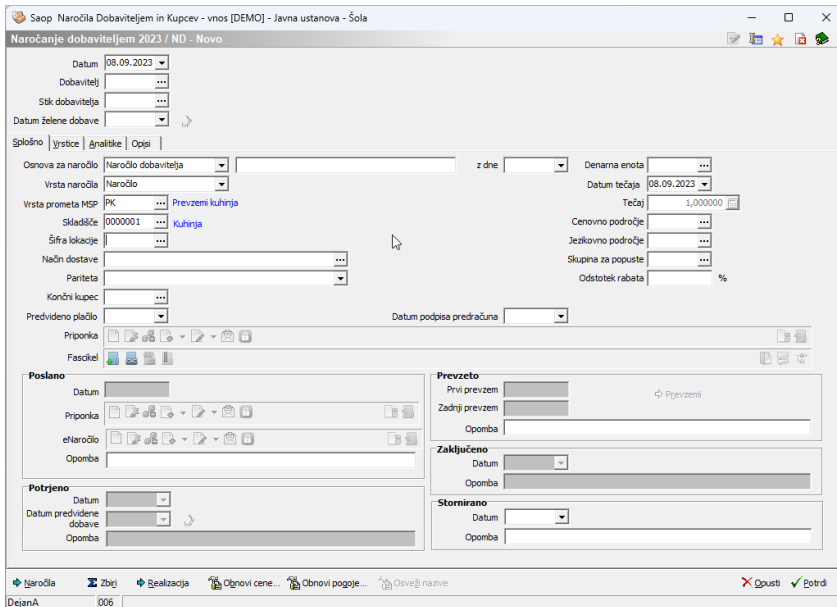 Saop Naročila Dobaviteljem in Kupcev - vnos [DEMO] - Javna ustanova - Šola
Naročanje dobaviteljem 2023 / ND - Novo
Datum 08.09.2023
Dobavitelj
Stik dobavitelja
Datum želene dobave
Splošno Vrstice Analitike Opisi
Osnova za naročilo Naročilo dobavitelja z dne Denarna enota
Vrsta naročila Naročilo Datum tečaja 08.09.2023
Vrsta prometa MSP PK Prevzemi kuhinja Tečaj 1,000000
Skladišče 0000001 Kuhinja Cenovno področje
Šifra lokacije Jezikovno področje
Način dostave Skupina za popuste
Pariteta Odstotek rabata %
Končni kupec
Predvideno plačilo Datum podpisa predračuna
Priponka
Fascikel
Poslano
Datum
Priponka
eNaročilo
Opomba
Potrjeno
Datum
Datum predvidene
dobave
Opomba
Prevzeto
Prvi prevzem Prevzemi
Zadnji prevzem
Opomba
Zaključeno
Datum
Opomba
Stornirano
Datum
Opomba
Naročila Zbirj Realizacija Obnovi cene... Obnovi pogoje... Osveži nazive Opusti Potrdi
DejanA 006